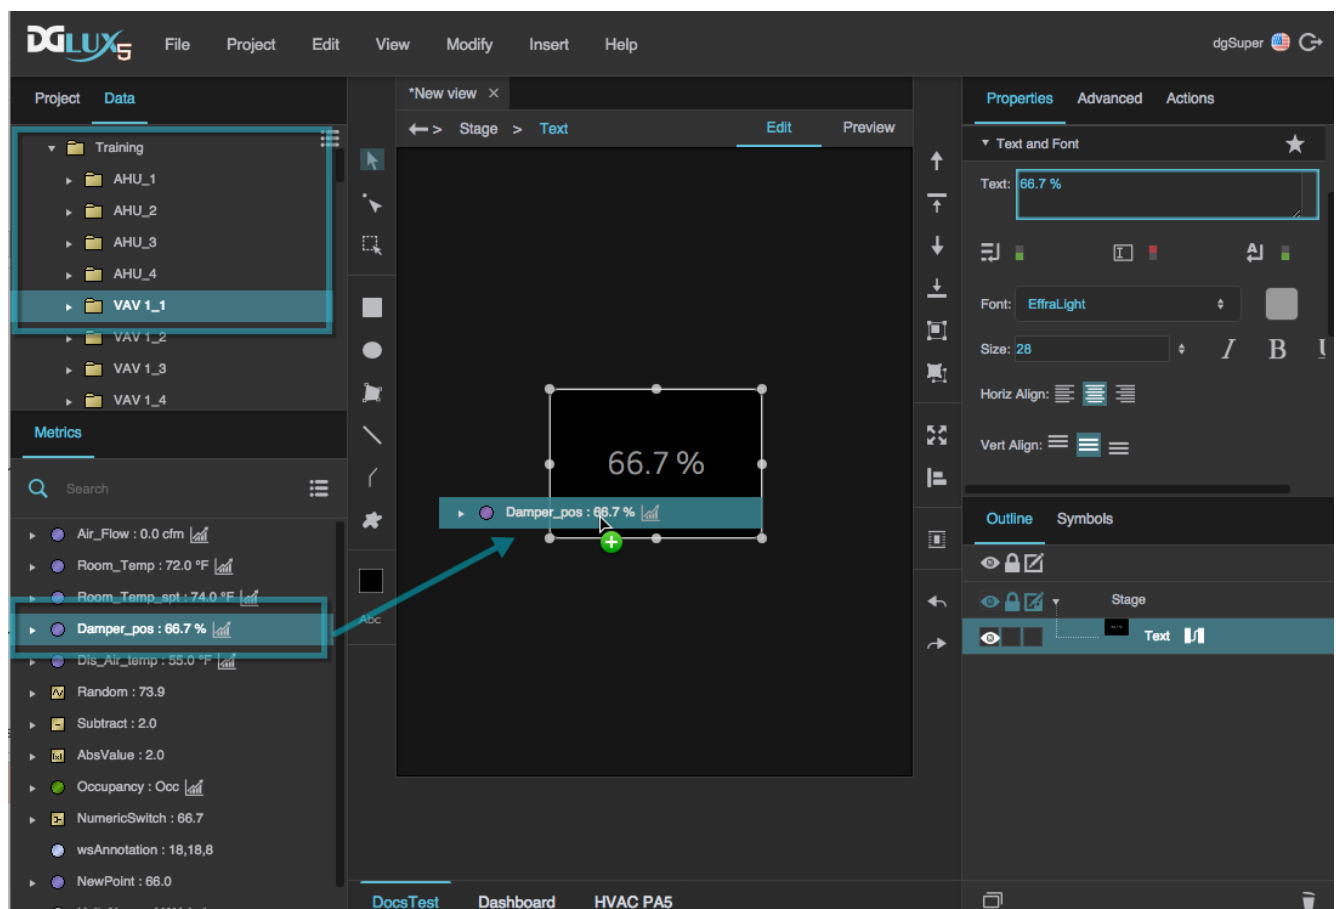 DGLUX5
File Project Edit View Modify Insert Help
dgSuper
Project Data
Training
AHU_1
AHU_2
AHU_3
AHU_4
VAV 1_1
VAV 1_2
VAV 1_3
VAV 1_4
Metrics
Search
Air_Flow : 0.0 cfm
Room_Temp : 72.0 °F
Room_Temp_spt : 74.0 °F
Damper_pos : 66.7 %
Dis_Air_temp : 55.0 °F
Random : 73.9
Subtract : 2.0
AbsValue : 2.0
Occupancy : Occ
NumericSwitch : 66.7
wsAnnotation : 18,18,8
NewPoint : 66.0
Abc
*New view ×
Stage > Text
Edit Preview
66.7 %
Damper_pos : 66.7 %
DocsTest Dashboard HVAC PA5
Properties Advanced Actions
Text and Font
Text: 66.7 %
Font: EffraLight
Size: 28
I B U
Horiz Align:
Vert Align:
Outline Symbols
Stage
Text